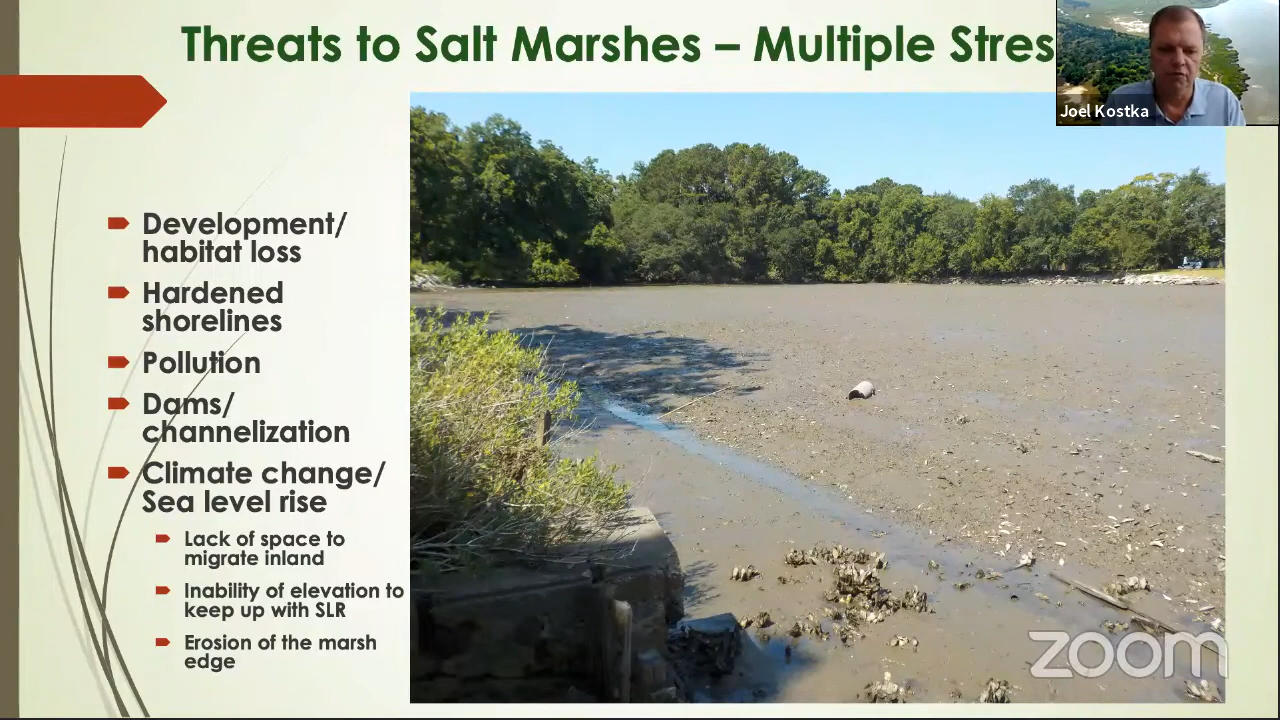 Threats to Salt Marshes – Multiple Stres
Joel Kostka
Development/
habitat loss
Hardened
shorelines
Pollution
Dams/
channelization
Climate change/
Sea level rise
Lack of space to
migrate inland
Inability of elevation to
keep up with SLR
Erosion of the marsh
edge
zoom